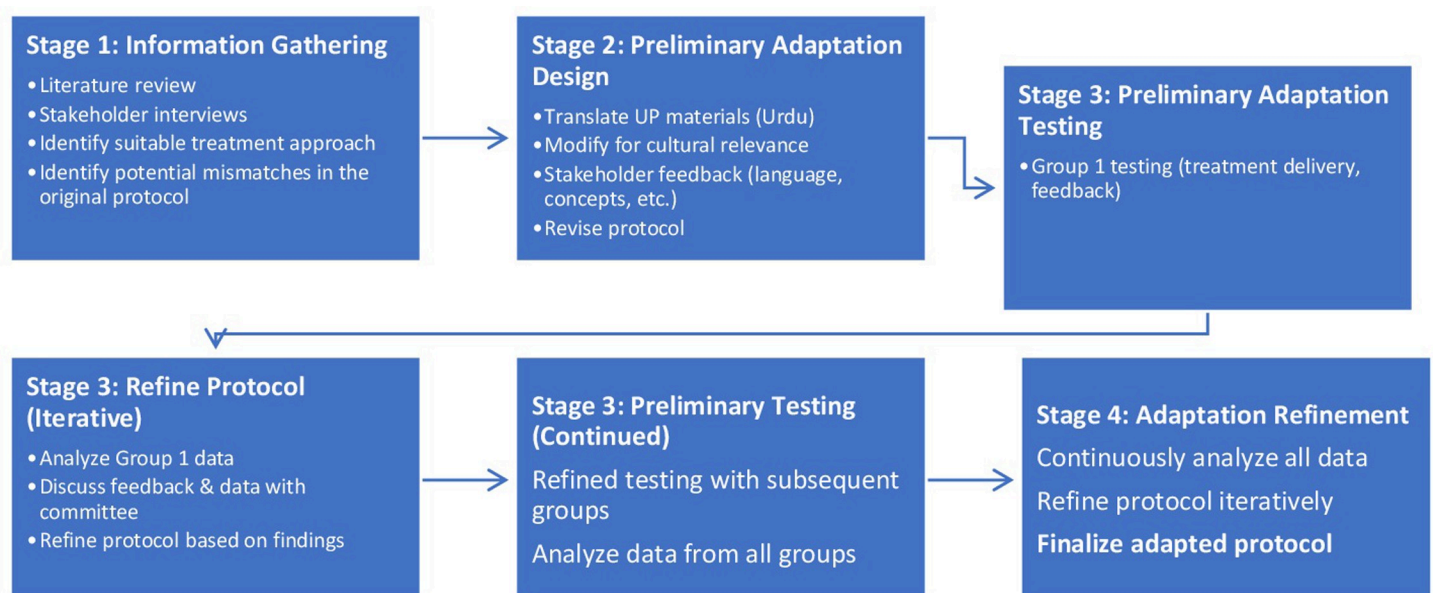 Stage 1: Information Gathering
•Literature review
•Stakeholder interviews
•Identify suitable treatment approach
•Identify potential mismatches in the
original protocol
Stage 2: Preliminary Adaptation
Design
•Translate UP materials (Urdu)
•Modify for cultural relevance
•Stakeholder feedback (language,
concepts, etc.)
•Revise protocol
Stage 3: Preliminary Adaptation
Testing
•Group 1 testing (treatment delivery,
feedback)
Stage 3: Refine Protocol
(Iterative)
•Analyze Group 1 data
•Discuss feedback & data with
committee
•Refine protocol based on findings
Stage 3: Preliminary Testing
(Continued)
Refined testing with subsequent
groups
Analyze data from all groups
Stage 4: Adaptation Refinement
Continuously analyze all data
Refine protocol iteratively
Finalize adapted protocol